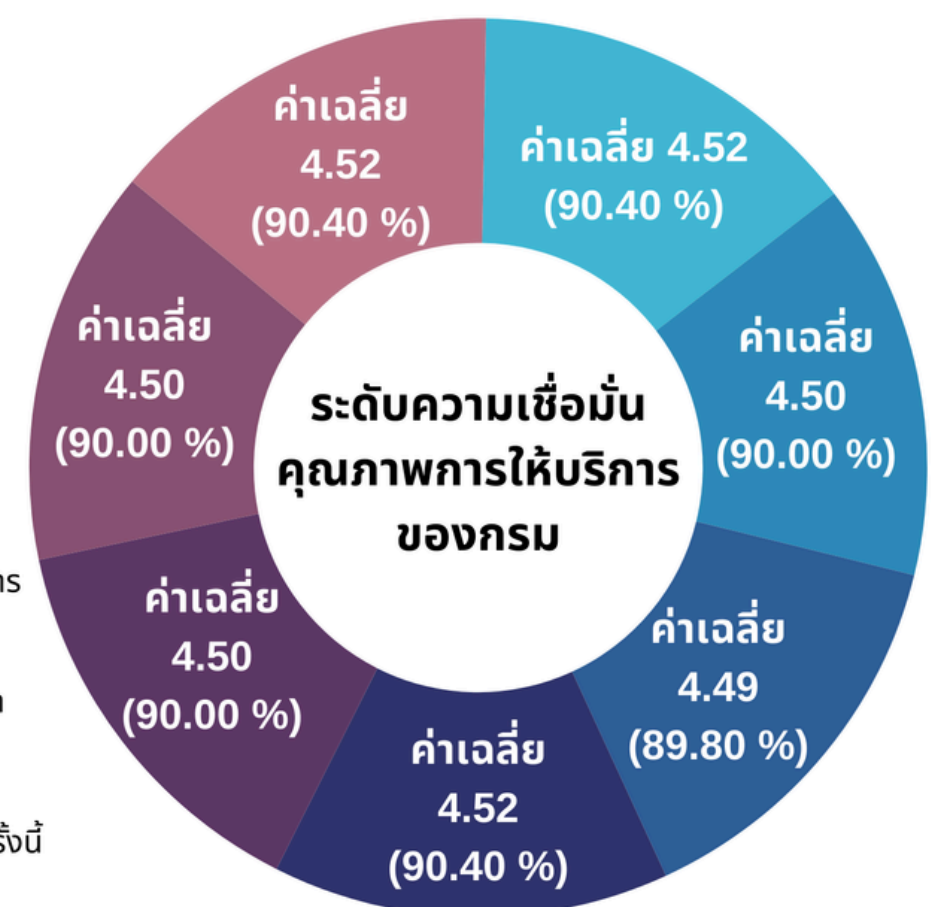 ค่าเฉลี่ย
4.52
(90.40 %)
ค่าเฉลี่ย 4.52
(90.40 %)
ค่าเฉลี่ย
4.50
(90.00 %)
ค่าเฉลี่ย
4.50
(90.00 %)
ระดับความเชื่อมั่น
คุณภาพการให้บริการ
ของกรม
ค่าเฉลี่ย
4.50
(90.00 %)
ค่าเฉลี่ย
4.49
(89.80 %)
ค่าเฉลี่ย
4.52
(90.40 %)